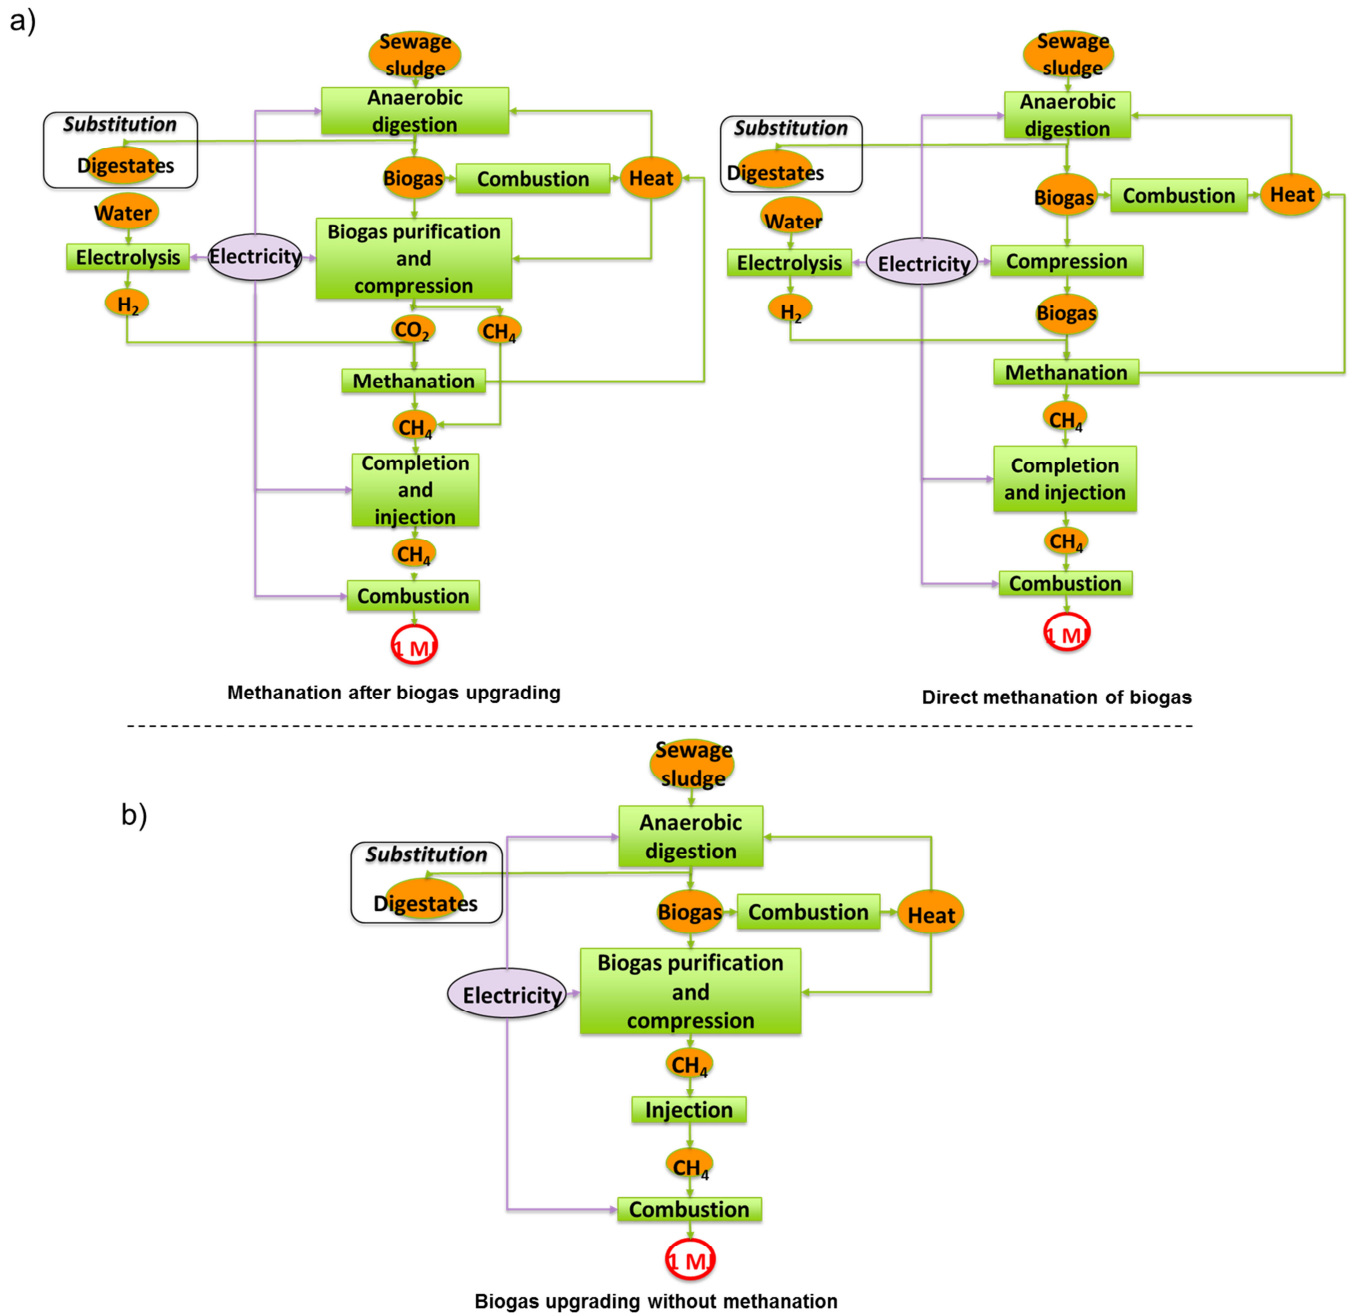 a)
Sewage
sludge
Anaerobic
digestion
Substitution
Digestates
Biogas
Combustion
Heat
Water
Electrolysis
Electricity
Biogas purification
and
compression
H₂
CO₂
CH₄
Methanation
CH₄
Completion
and
injection
CH₄
Combustion
1 MJ
Methanation after biogas upgrading
Sewage
sludge
Anaerobic
digestion
Substitution
Digestates
Biogas
Combustion
Heat
Water
Electrolysis
Electricity
Compression
H₂
Biogas
Methanation
CH₄
Completion
and injection
CH₄
Combustion
1 MJ
Direct methanation of biogas
b)
Sewage
sludge
Anaerobic
digestion
Substitution
Digestates
Biogas
Combustion
Heat
Electricity
Biogas purification
and
compression
CH₄
Injection
CH₄
Combustion
1 MJ
Biogas upgrading without methanation